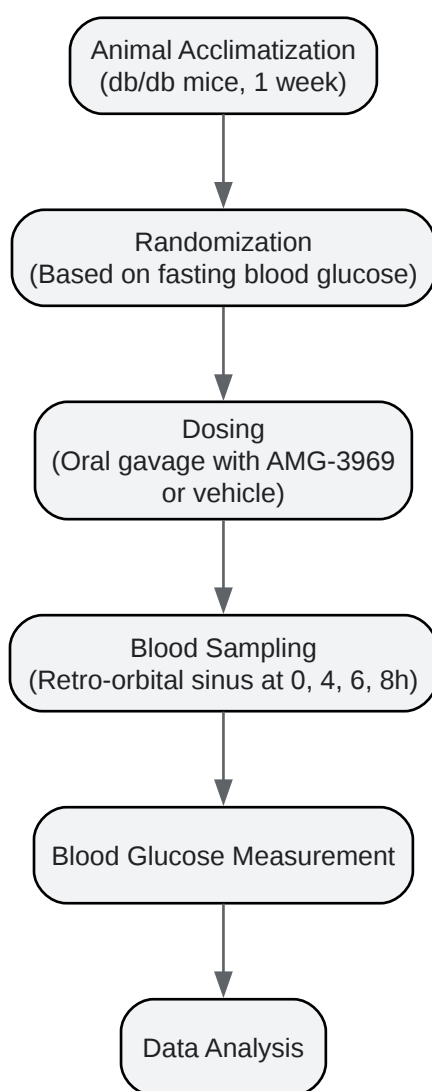 Animal Acclimatization
(db/db mice, 1 week)
Randomization
(Based on fasting blood glucose)
Dosing
(Oral gavage with AMG-3969
or vehicle)
Blood Sampling
(Retro-orbital sinus at 0, 4, 6, 8h)
Blood Glucose Measurement
Data Analysis